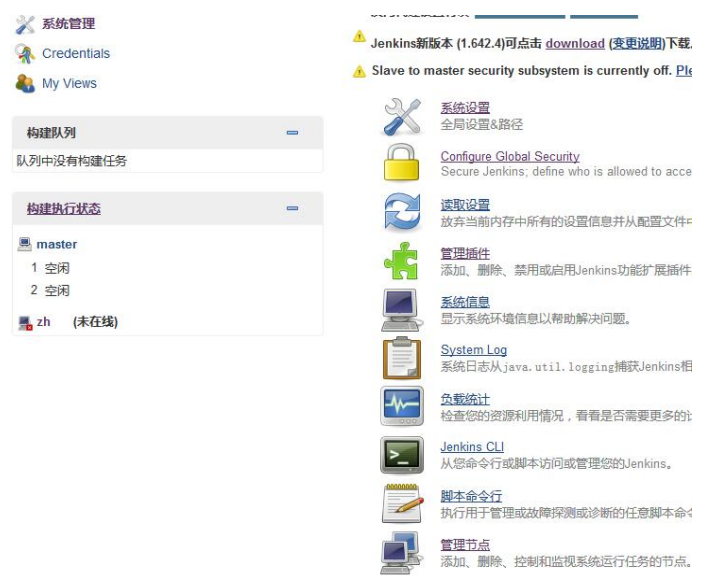 系统管理
Credentials
My Views
构建队列
队列中没有构建任务
构建执行状态
master
1 空闲
2 空闲
zh (未在线)
Jenkins新版本 (1.642.4)可点击 download (变更说明)下载
Slave to master security subsystem is currently off. Ple
系统设置
全局设置&路径
Configure Global Security
Secure Jenkins; define who is allowed to acce
读取设置
放弃当前内存中所有的设置信息并从配置文件
管理插件
添加、删除、禁用或启用Jenkins功能扩展插件
系统信息
显示系统环境信息以帮助解决问题。
System Log
系统日志从java.util.logging捕获Jenkins相
负载统计
检查您的资源利用情况，看看是否需要更多的
Jenkins CLI
从您命令行或脚本访问或管理您的Jenkins。
脚本命令行
执行用于管理或故障探测或诊断的任意脚本命
管理节点
添加、删除、控制和监视系统运行任务的节点。